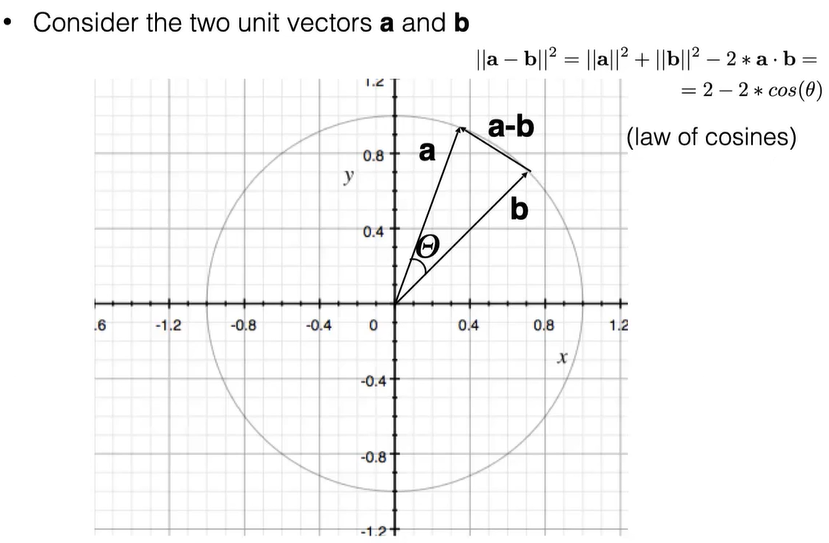 • Consider the two unit vectors a and b
||a − b||² = ||a||² + ||b||² − 2 ∗ a · b =
= 2 − 2 ∗ cos(θ)
(law of cosines)
1.2
a-b
a
0.8
y
b
0.4
Θ
.6 -1.2 -0.8 -0.4 0 0.4 0.8 1.2
x
-0.4
-0.8
-1.2